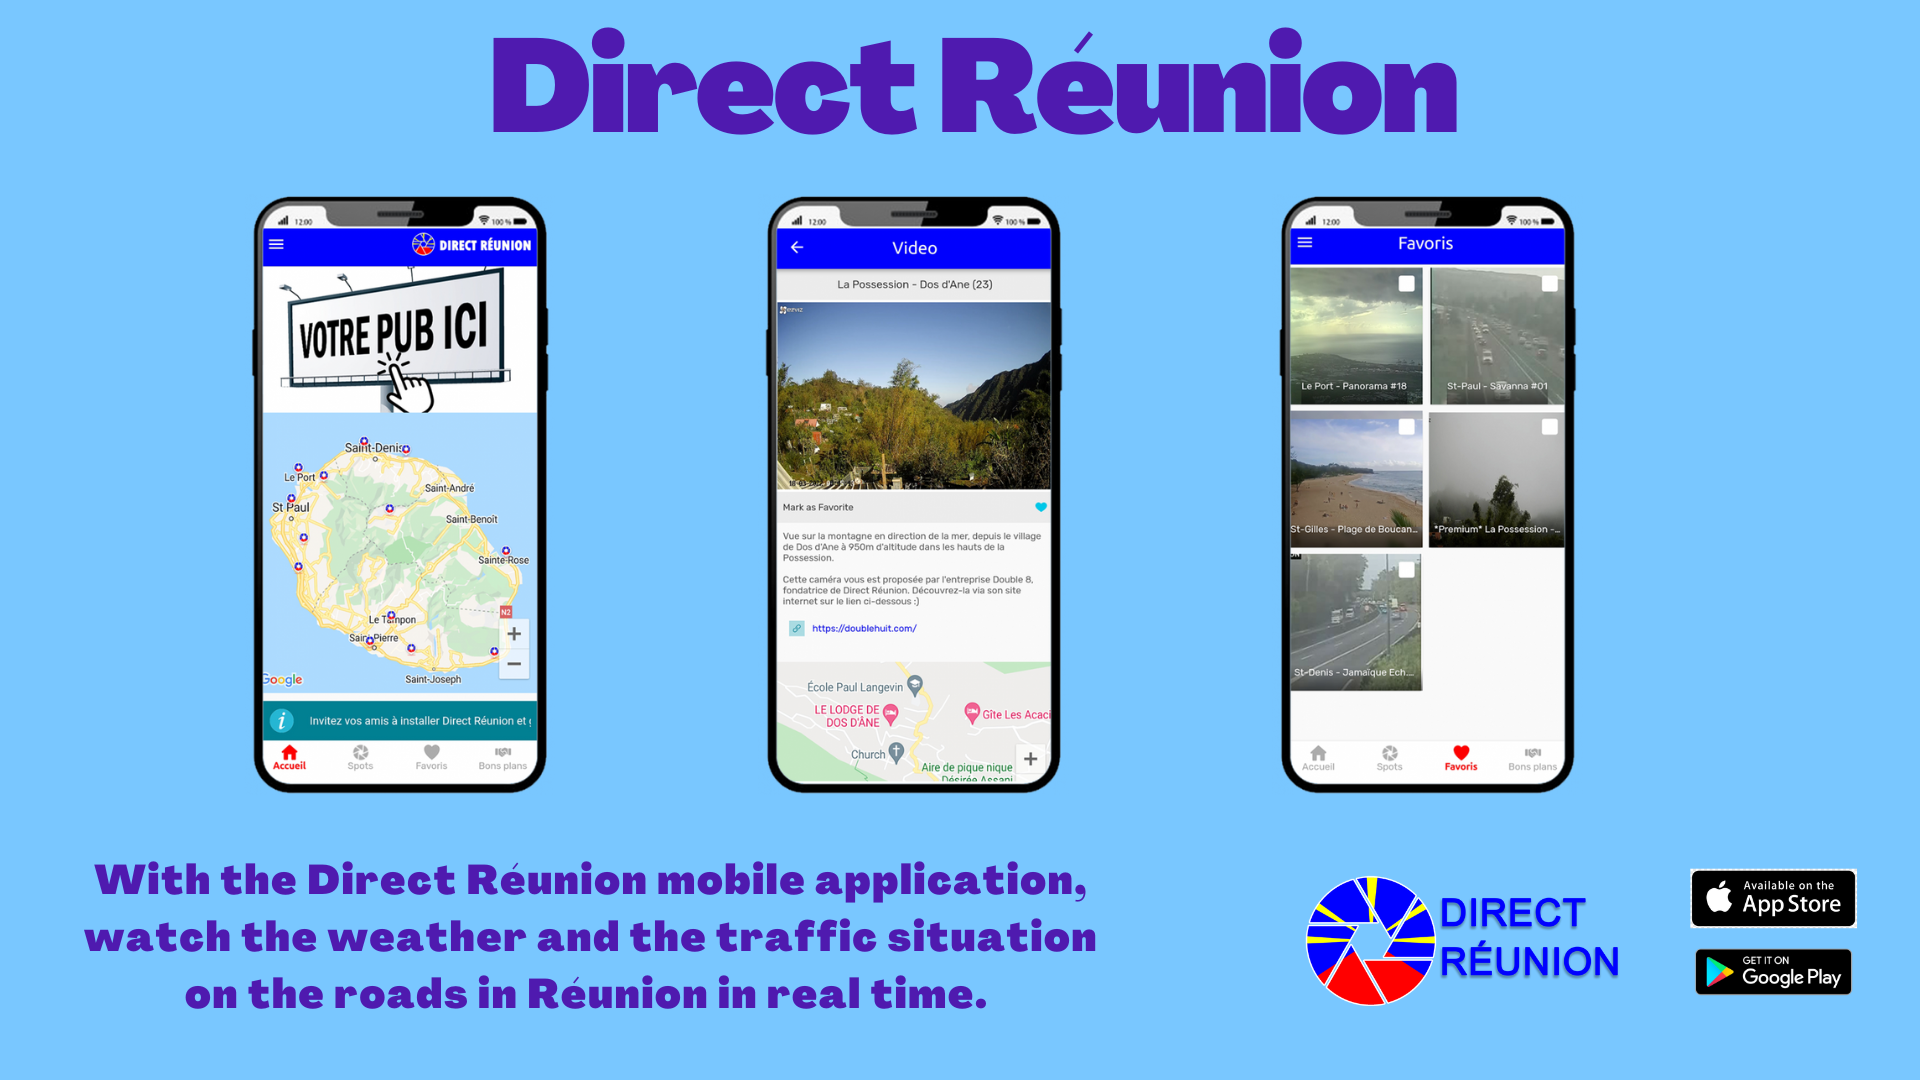 Direct Réunion
12:00
100 %
DIRECT RÉUNION
VOTRE PUB ICI
Saint-Denis
Le Port
Saint-André
St Paul
Saint-Benoît
Sainte-Rose
N2
Le Tampon
Saint-Pierre
+
−
Saint-Joseph
Google
Invitez vos amis à installer Direct Réunion et
Accueil
Spots
Favoris
Bons plans
12:00
100 %
Video
La Possession - Dos d'Ane (23)
Mark as Favorite
Vue sur la montagne en direction de la mer, depuis le village
de Dos d'Ane à 950m d'altitude dans les hauts de la
Possession.
Cette caméra vous est proposée par l'entreprise Double 8,
fondatrice de Direct Réunion. Découvrez-la via son site
internet sur le lien ci-dessous :)
https://doublehuit.com/
École Paul Langevin
LE LODGE DE
DOS D'ÂNE
Gîte Les Acaci
Church
Aire de pique nique
Désirée Assani
+
12:00
100 %
Favoris
Le Port - Panorama #18
St-Paul - Savanna #01
St-Gilles - Plage de Boucan...
*Premium* La Possession -...
St-Denis - Jamaïque Ech....
Accueil
Spots
Favoris
Bons plans
With the Direct Réunion mobile application,
watch the weather and the traffic situation
on the roads in Réunion in real time.
DIRECT
RÉUNION
Available on the
App Store
GET IT ON
Google Play